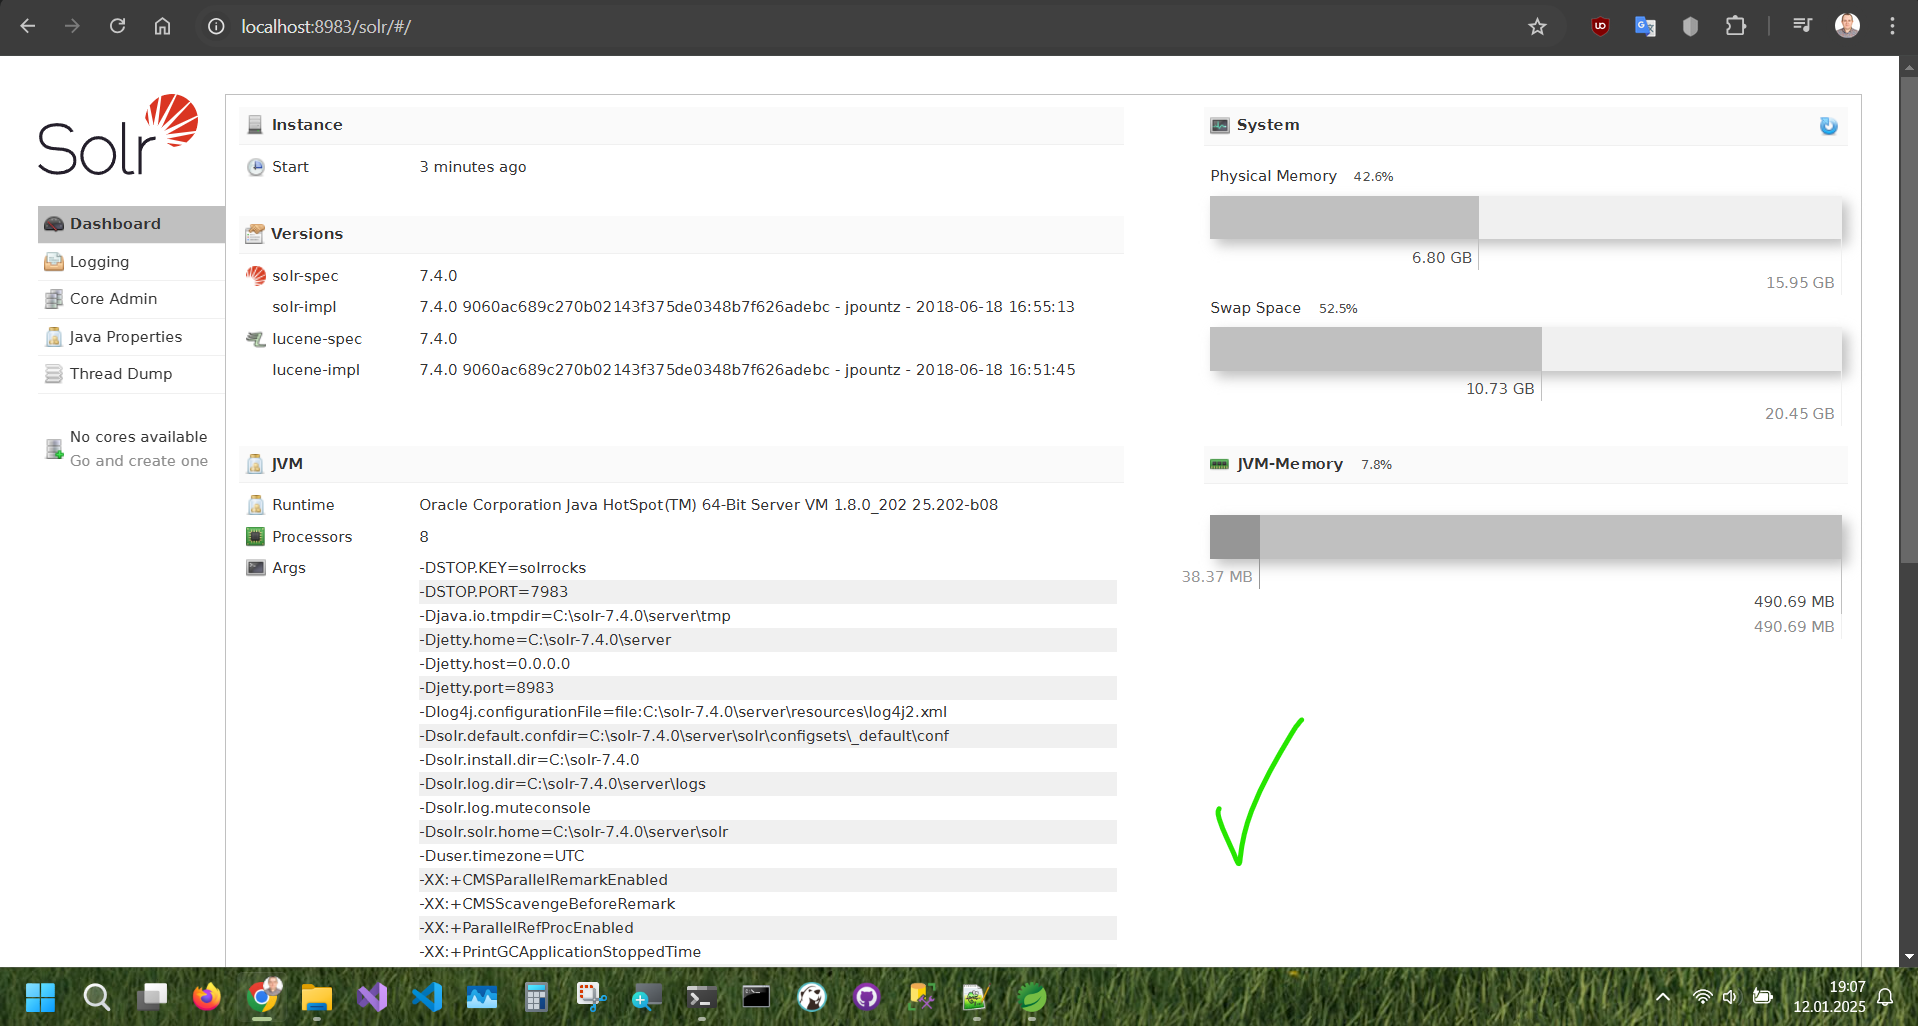 localhost:8983/solr/#/
Solr
Dashboard
Logging
Core Admin
Java Properties
Thread Dump
No cores available
Go and create one
Instance
Start 3 minutes ago
Versions
solr-spec 7.4.0
solr-impl 7.4.0 9060ac689c270b02143f375de0348b7f626adebc - jpountz - 2018-06-18 16:55:13
lucene-spec 7.4.0
lucene-impl 7.4.0 9060ac689c270b02143f375de0348b7f626adebc - jpountz - 2018-06-18 16:51:45
JVM
Runtime Oracle Corporation Java HotSpot(TM) 64-Bit Server VM 1.8.0_202 25.202-b08
Processors 8
Args -DSTOP.KEY=solrrocks
-DSTOP.PORT=7983
-Djava.io.tmpdir=C:\solr-7.4.0\server\tmp
-Djetty.home=C:\solr-7.4.0\server
-Djetty.host=0.0.0.0
-Djetty.port=8983
-Dlog4j.configurationFile=file:C:\solr-7.4.0\server\resources\log4j2.xml
-Dsolr.default.confdir=C:\solr-7.4.0\server\solr\configsets\_default\conf
-Dsolr.install.dir=C:\solr-7.4.0
-Dsolr.log.dir=C:\solr-7.4.0\server\logs
-Dsolr.log.muteconsole
-Dsolr.solr.home=C:\solr-7.4.0\server\solr
-Duser.timezone=UTC
-XX:+CMSParallelRemarkEnabled
-XX:+CMSScavengeBeforeRemark
-XX:+ParallelRefProcEnabled
-XX:+PrintGCApplicationStoppedTime
System
Physical Memory 42.6%
6.80 GB
15.95 GB
Swap Space 52.5%
10.73 GB
20.45 GB
JVM-Memory 7.8%
38.37 MB
490.69 MB
490.69 MB
19:07
12.01.2025